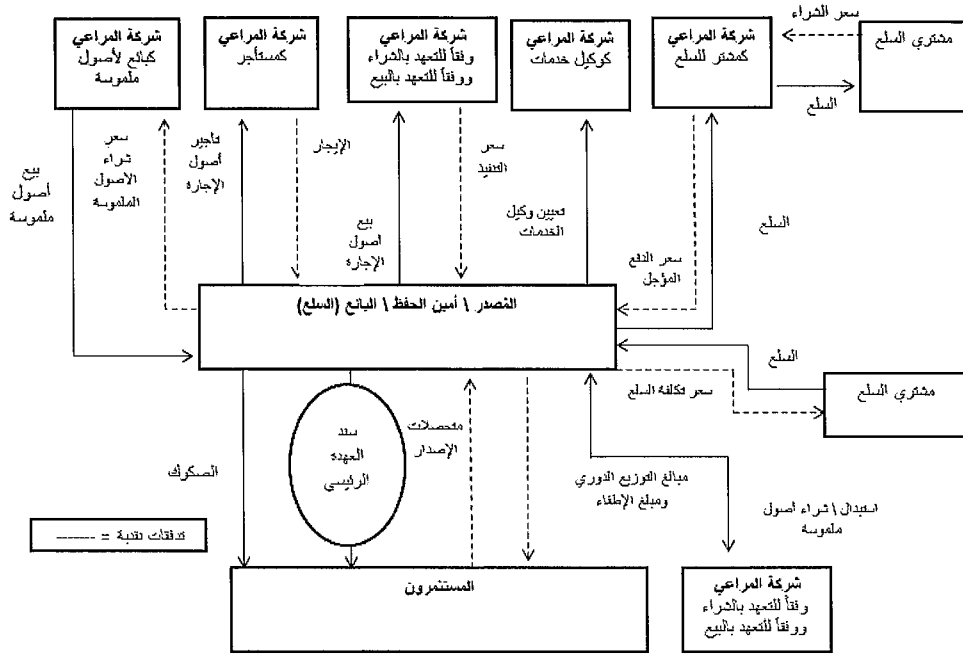 سعر الشراء
مشتري السلع
شركة المراعي
كمشتر للسلع
شركة المراعي
كوكيل خدمات
شركة المراعي
وفقاً للتعهد بالشراء
ووفقاً للتعهد بالبيع
شركة المراعي
كمستأجر
شركة المراعي
كبائع لأصول
ملموسة
السلع
بيع
أصول
ملموسة
سعر
شراء
الأصول
الملموسة
تأجير
أصول
الإجارة
الإيجار
بيع
أصول
الإجارة
سعر
التنفيذ
تعيين وكيل
الخدمات
سعر الدفع
المؤجل
السلع
المُصدر \ أمين الحفظ \ البائع (السلع)
السلع
سعر تكلفة السلع
مشتري السلع
الصكوك
سند
العهدة
الرئيسي
متحصلات
الإصدار
مبالغ التوزيع الدوري
ومبلغ الإطفاء
استبدال \ شراء أصول
ملموسة
------- = تدفقات نقدية
المستثمرون
شركة المراعي
وفقاً للتعهد بالشراء
ووفقاً للتعهد بالبيع